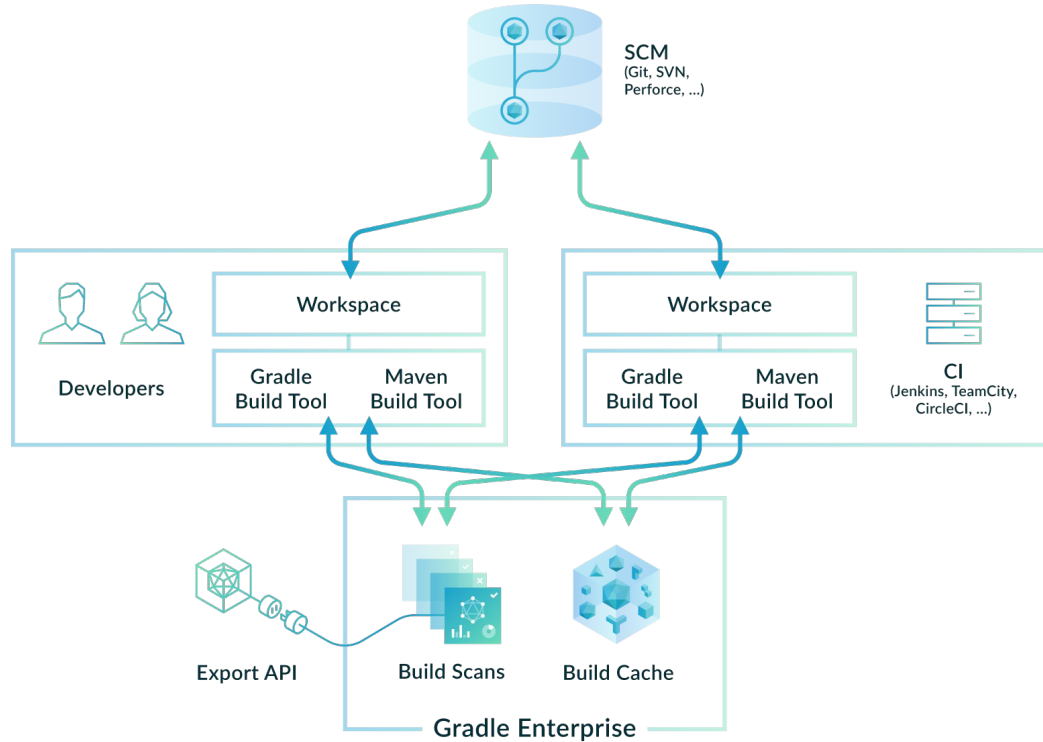 SCM
(Git, SVN,
Perforce, ...)
Workspace
Developers
Gradle
Build Tool
Maven
Build Tool
Workspace
Gradle
Build Tool
Maven
Build Tool
CI
(Jenkins, TeamCity,
CircleCI, ...)
Export API
Build Scans
Build Cache
Gradle Enterprise